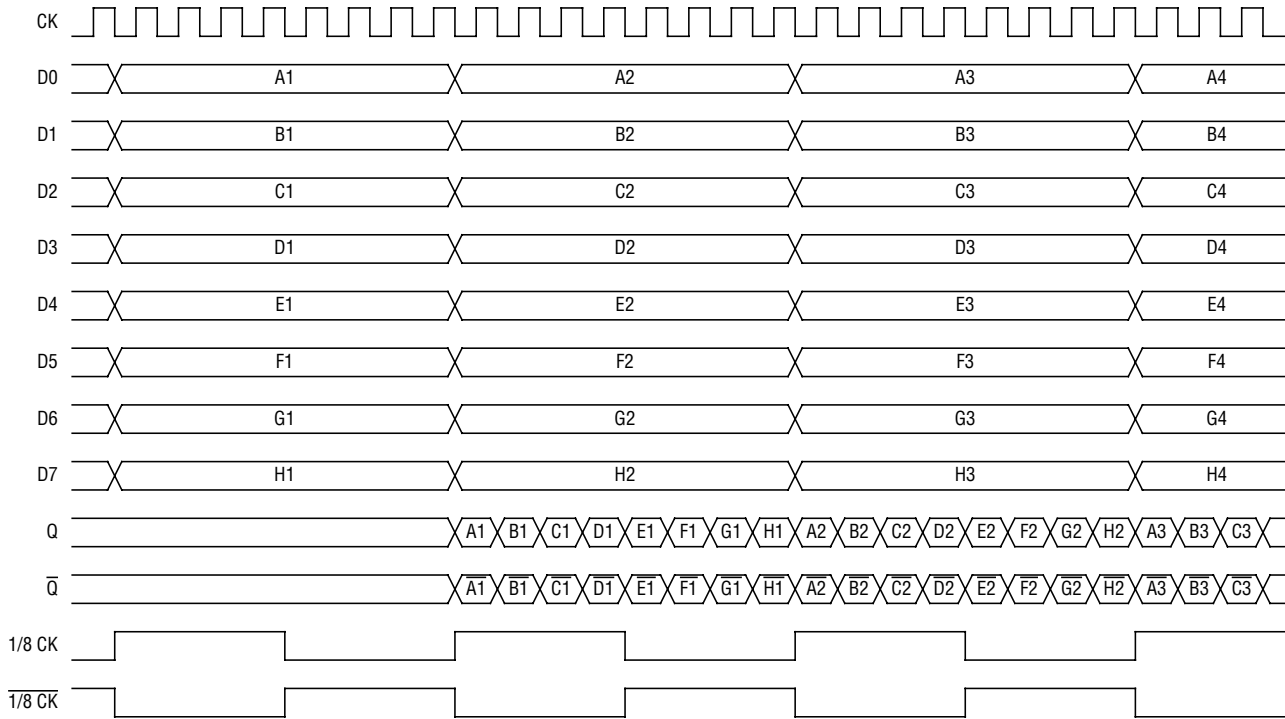 CK
D0 A1 A2 A3 A4
D1 B1 B2 B3 B4
D2 C1 C2 C3 C4
D3 D1 D2 D3 D4
D4 E1 E2 E3 E4
D5 F1 F2 F3 F4
D6 G1 G2 G3 G4
D7 H1 H2 H3 H4
Q A1 B1 C1 D1 E1 F1 G1 H1 A2 B2 C2 D2 E2 F2 G2 H2 A3 B3 C3
Q̅ A̅1̅ B̅1̅ C̅1̅ D̅1̅ E̅1̅ F̅1̅ G̅1̅ H̅1̅ A̅2̅ B̅2̅ C̅2̅ D̅2̅ E̅2̅ F̅2̅ G̅2̅ H̅2̅ A̅3̅ B̅3̅ C̅3̅
1/8 CK
1̅/̅8̅ ̅C̅K̅